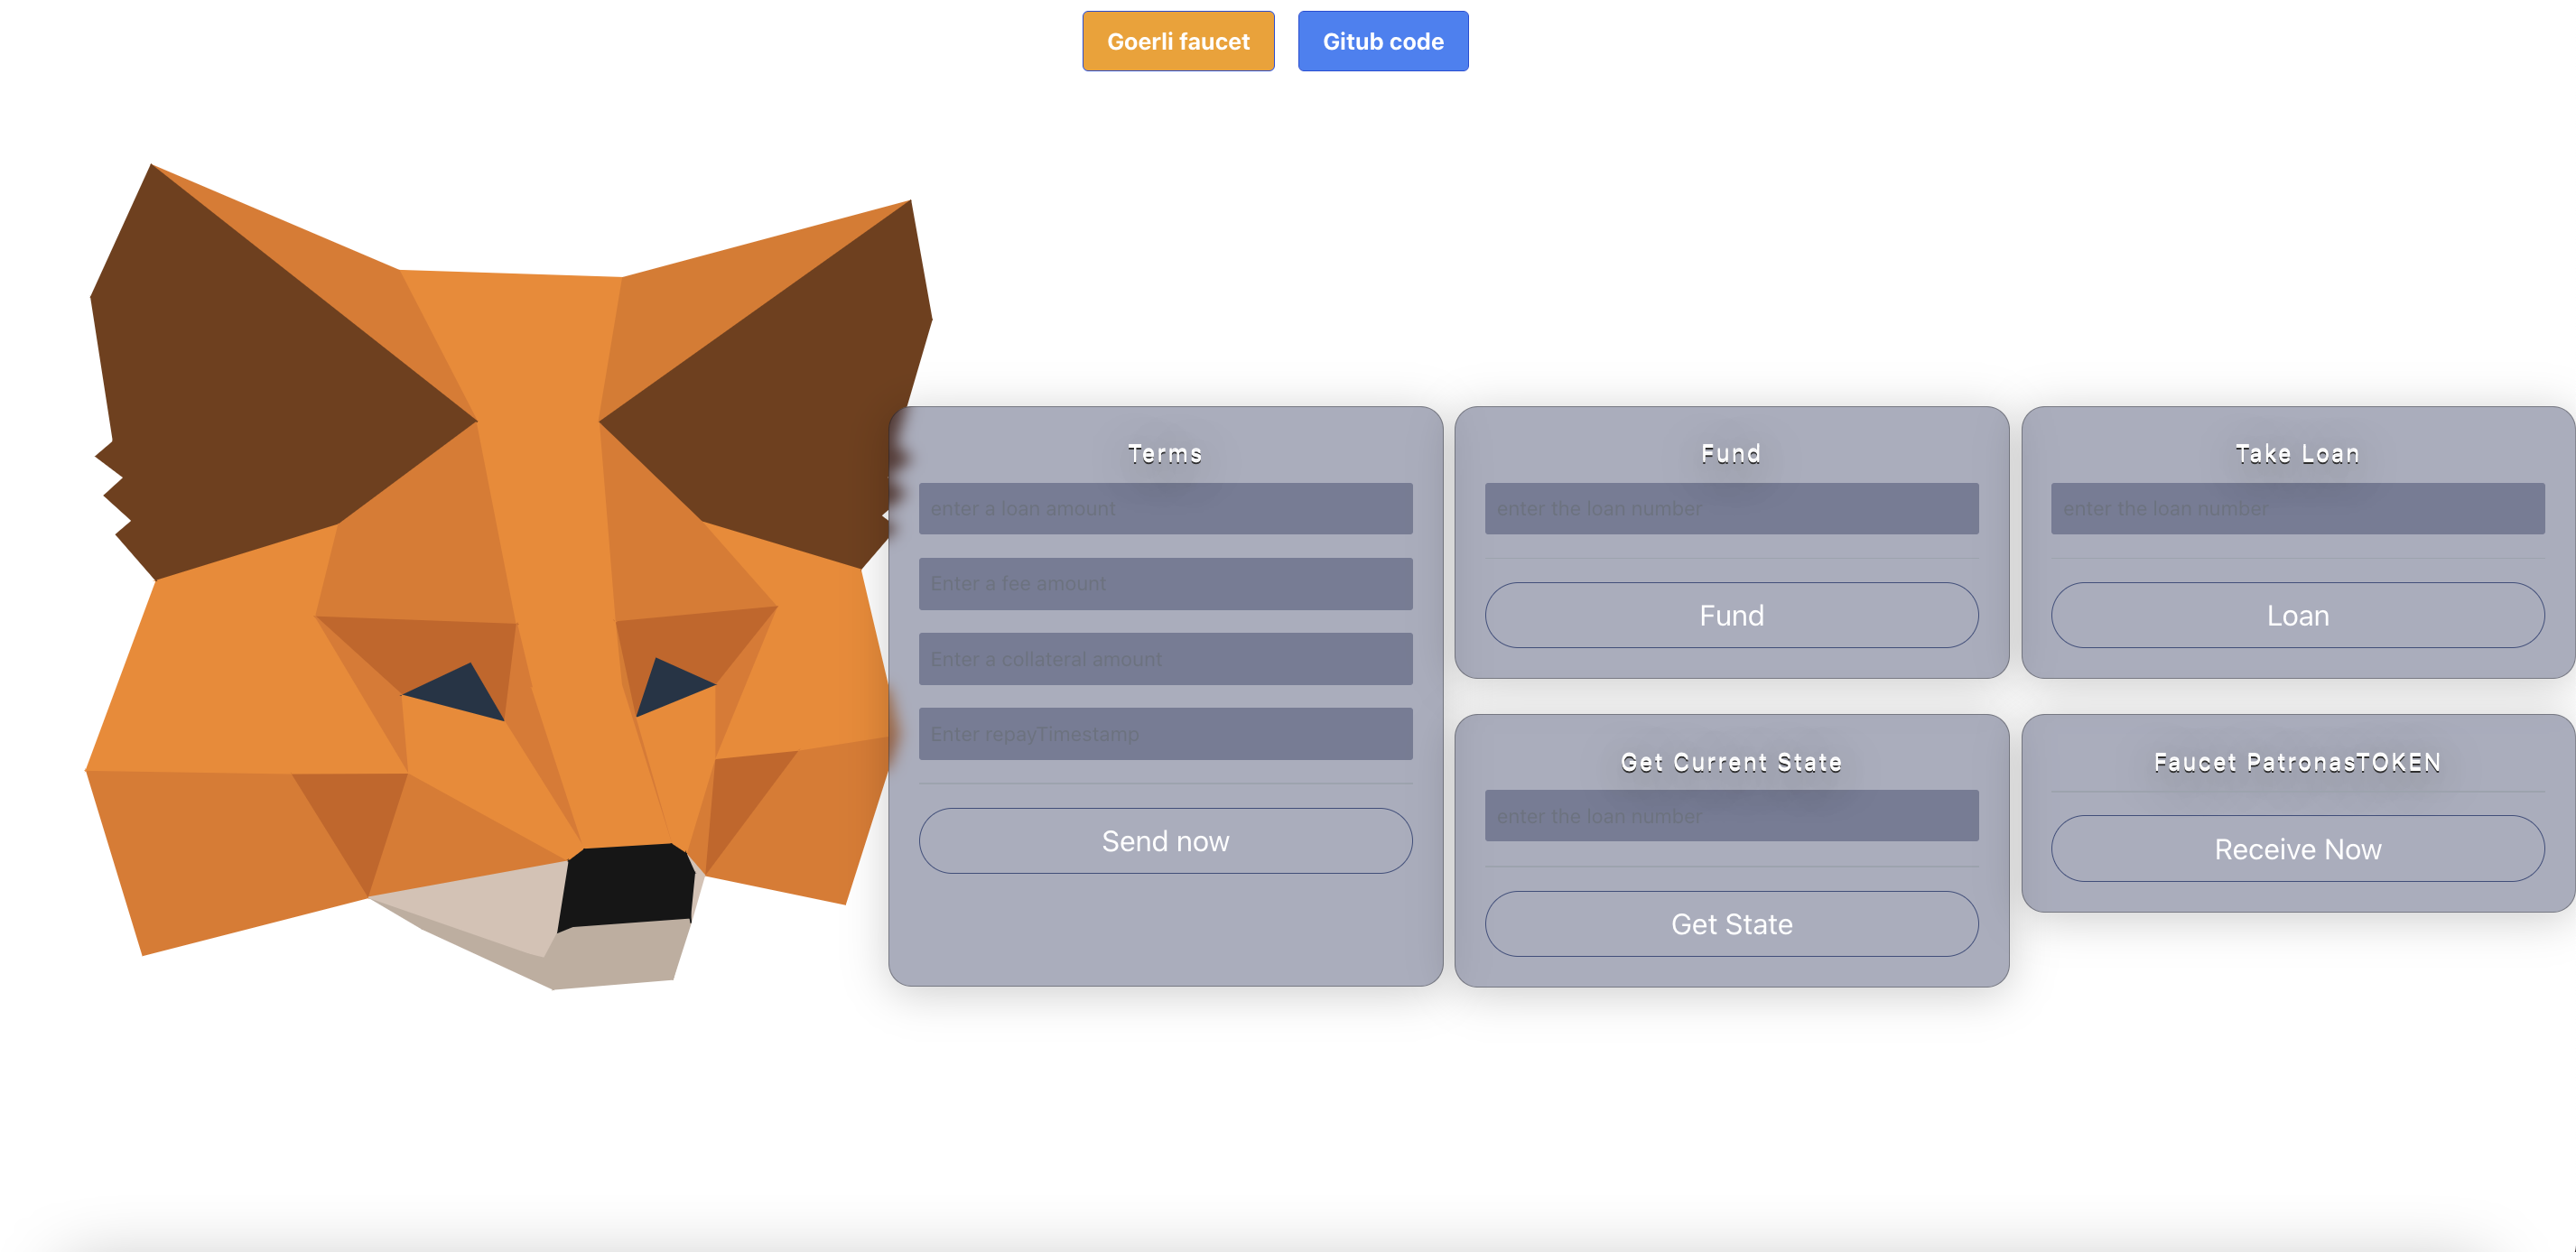 Goerli faucet
Gitub code
Terms
enter a loan amount
Enter a fee amount
Enter a collateral amount
Enter repayTimestamp
Send now
Fund
enter the loan number
Fund
Take Loan
enter the loan number
Loan
Get Current State
enter the loan number
Get State
Faucet PatronasTOKEN
Receive Now